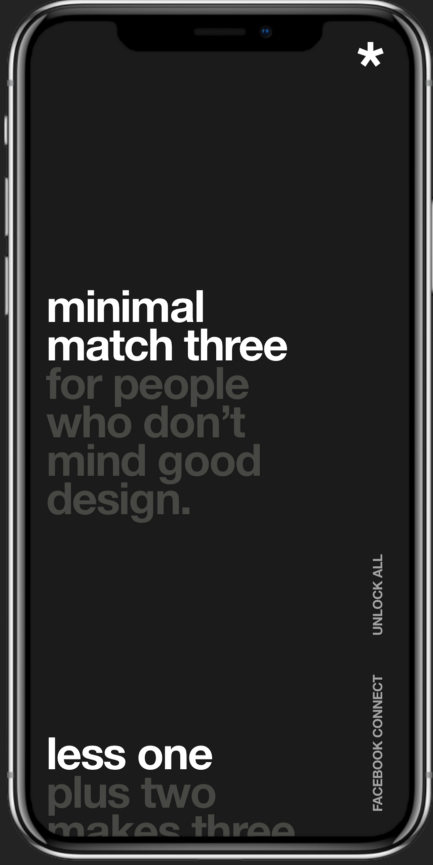 *
minimal
match three
for people
who don't
mind good
design.
UNLOCK ALL
FACEBOOK CONNECT
less one
plus two
makes three